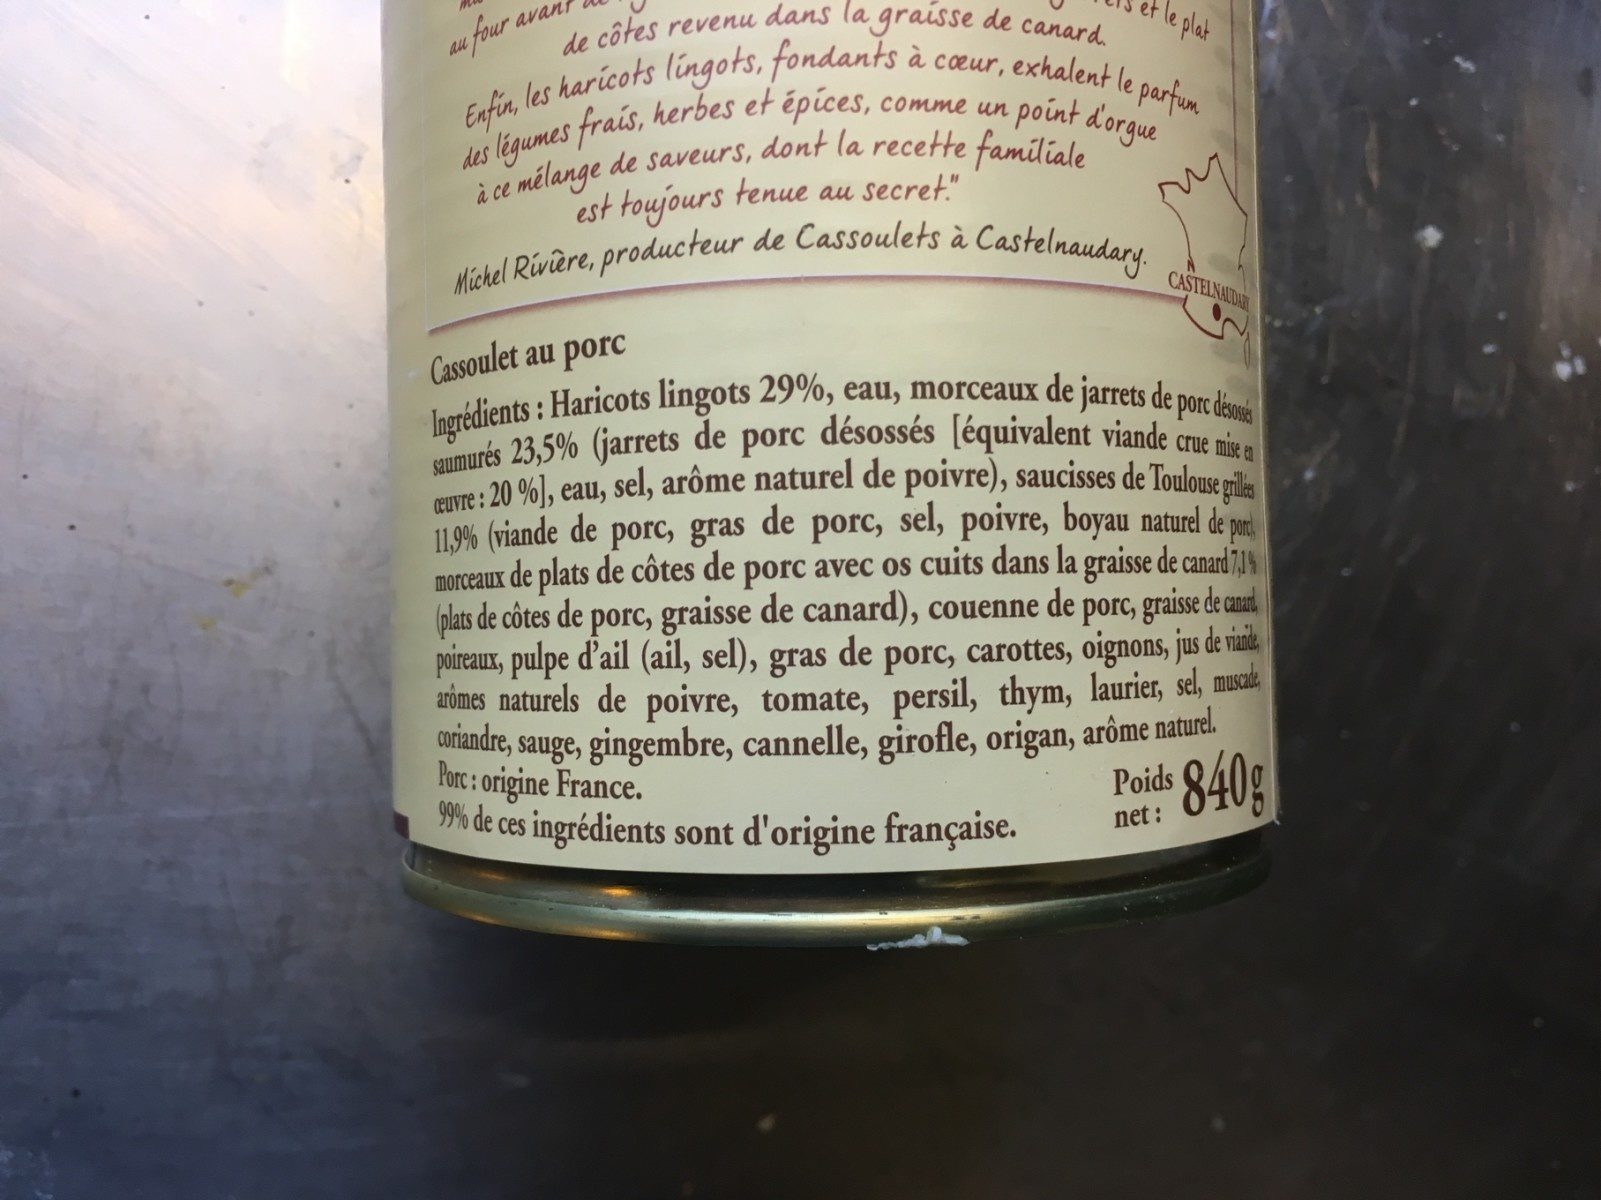 au four avant
et le plat
de côtes revenu dans la graisse de canard.
Enfin, les haricots lingots, fondants à cœur, exhalent le parfum
des légumes frais, herbes et épices, comme un point d'orgue
à ce mélange de saveurs, dont la recette familiale
est toujours tenue au secret."
Michel Rivière, producteur de Cassoulets à Castelnaudary.
CASTELNAUDARY
Cassoulet au porc
Ingrédients : Haricots lingots 29%, eau, morceaux de jarrets de porc désossés
saumurés 23,5% (jarrets de porc désossés [équivalent viande crue mise en
œuvre : 20 %], eau, sel, arôme naturel de poivre), saucisses de Toulouse grillées
11,9% (viande de porc, gras de porc, sel, poivre, boyau naturel de porc),
morceaux de plats de côtes de porc avec os cuits dans la graisse de canard 7,1 %
(plats de côtes de porc, graisse de canard), couenne de porc, graisse de canard,
poireaux, pulpe d'ail (ail, sel), gras de porc, carottes, oignons, jus de viande,
arômes naturels de poivre, tomate, persil, thym, laurier, sel, muscade,
coriandre, sauge, gingembre, cannelle, girofle, origan, arôme naturel.
Porc : origine France.
99% de ces ingrédients sont d'origine française.
Poids
net : 840g